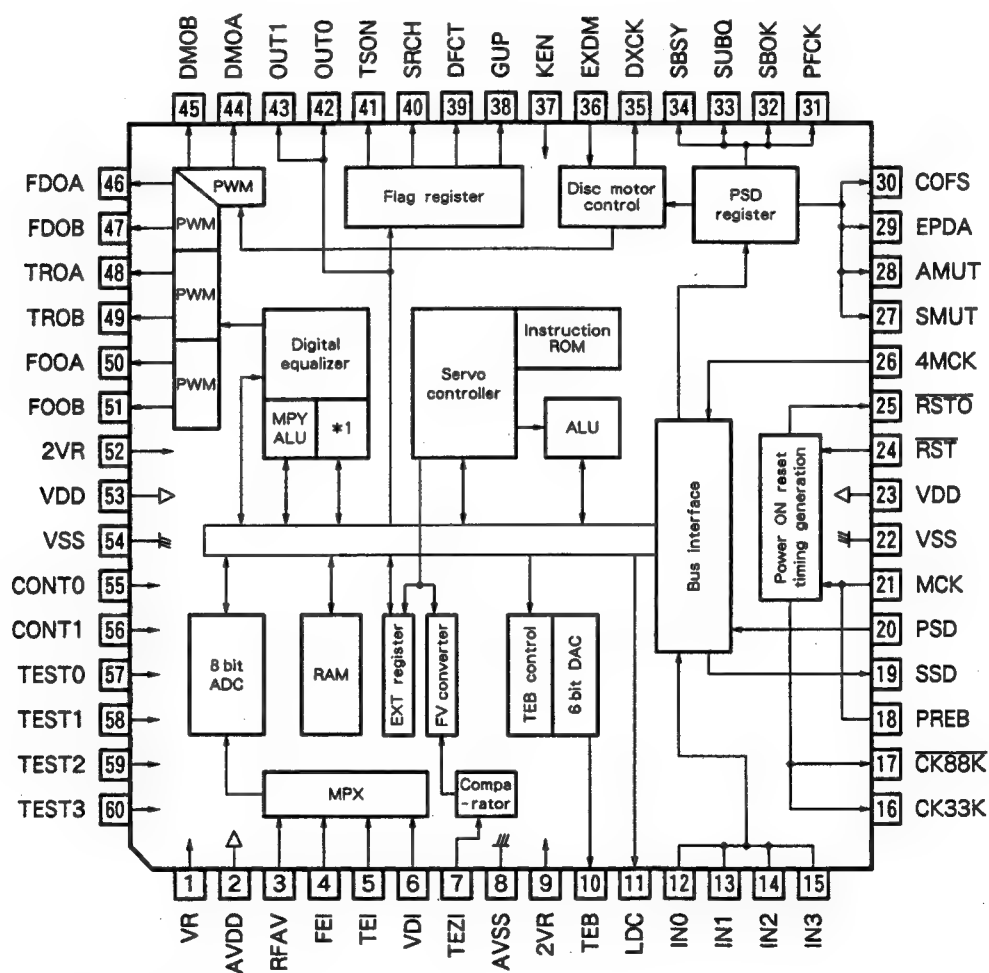 DMOB DMOA OUT1 OUT0 TSON SRCH DFCT GUP KEN EXDM DXCK SBSY SUBQ SBOK PFCK
45 44 43 42 41 40 39 38 37 36 35 34 33 32 31
FDOA 46
FDOB 47
TROA 48
TROB 49
FOOA 50
FOOB 51
2VR 52
VDD 53
VSS 54
CONT0 55
CONT1 56
TEST0 57
TEST1 58
TEST2 59
TEST3 60
PWM
PWM
PWM
PWM
Flag register
Disc motor
control
PSD
register
Digital
equalizer
MPY
ALU
*1
Servo
controller
Instruction
ROM
ALU
Bus interface
Power ON reset
timing generation
8 bit
ADC
RAM
EXT register
FV converter
TEB control
6 bit DAC
MPX
Compa
-rator
30 COFS
29 EPDA
28 AMUT
27 SMUT
26 4MCK
25 RSTO
24 RST
23 VDD
22 VSS
21 MCK
20 PSD
19 SSD
18 PREB
17 CK88K
16 CK33K
1 2 3 4 5 6 7 8 9 10 11 12 13 14 15
VR AVDD RFAV FEI TEI VDI TEZI AVSS 2VR TEB LDC IN0 IN1 IN2 IN3